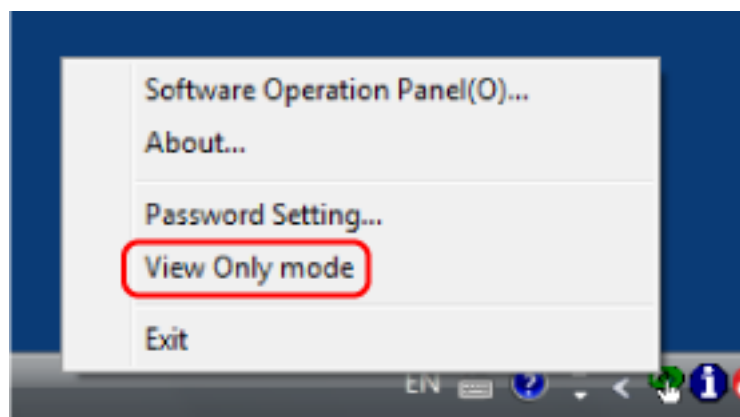 Software Operation Panel(O)...
About...
Password Setting...
View Only mode
Exit
EN